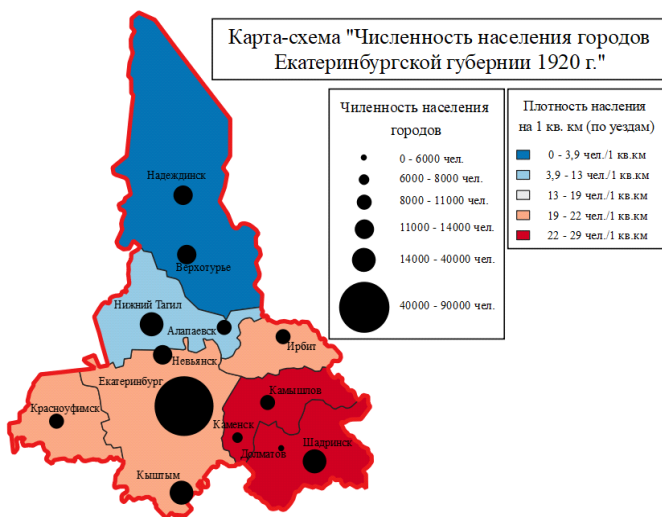 Карта-схема "Численность населения городов
Екатеринбургской губернии 1920 г."
Чиленность населения
городов
0 - 6000 чел.
6000 - 8000 чел.
8000 - 11000 чел.
11000 - 14000 чел.
14000 - 40000 чел.
40000 - 90000 чел.
Плотность насления
на 1 кв. км (по уездам)
0 - 3,9 чел./1 кв.км
3,9 - 13 чел./1 кв.км
13 - 19 чел./1 кв.км
19 - 22 чел./1 кв.км
22 - 29 чел./1 кв.км
Надеждинск
Верхотурье
Нижний Тагил
Алапаевск
Ирбит
Невьянск
Екатеринбург
Камышлов
Красноуфимск
Каменск
Далматов
Шадринск
Кыштым